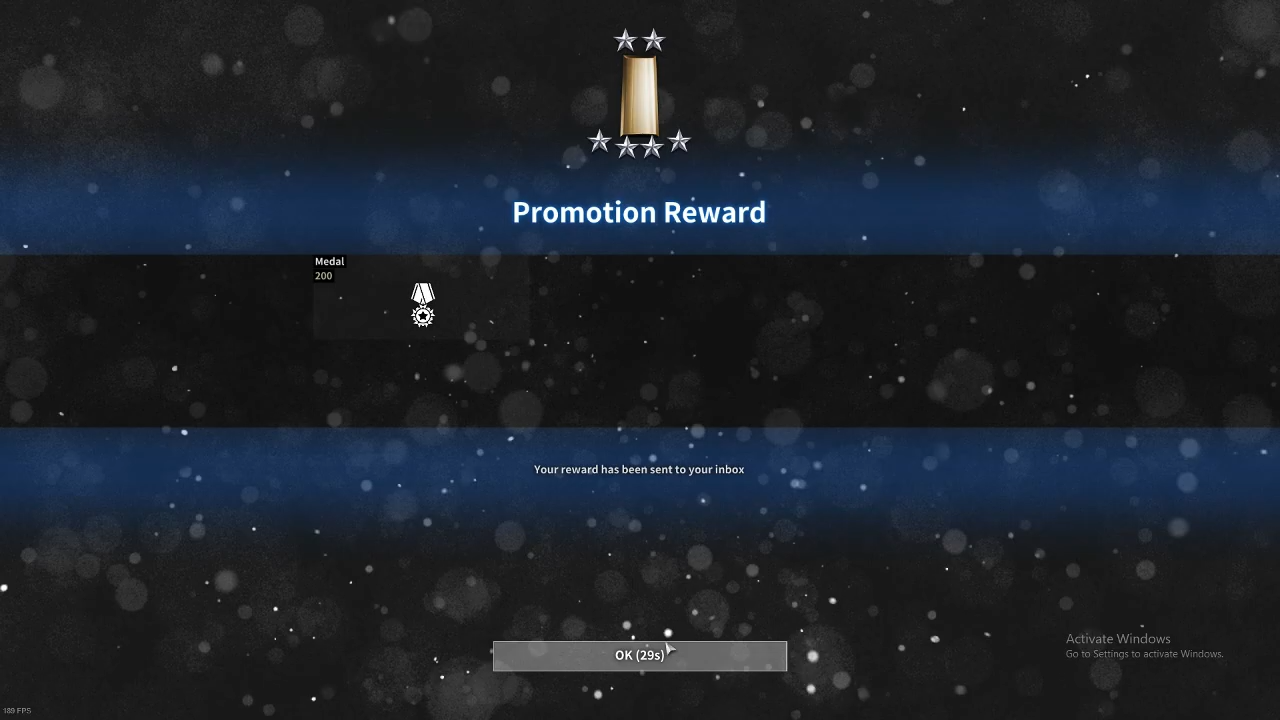 Promotion Reward
Medal
200
Your reward has been sent to your inbox
OK (29s)
Activate Windows
Go to Settings to activate Windows.
189 FPS